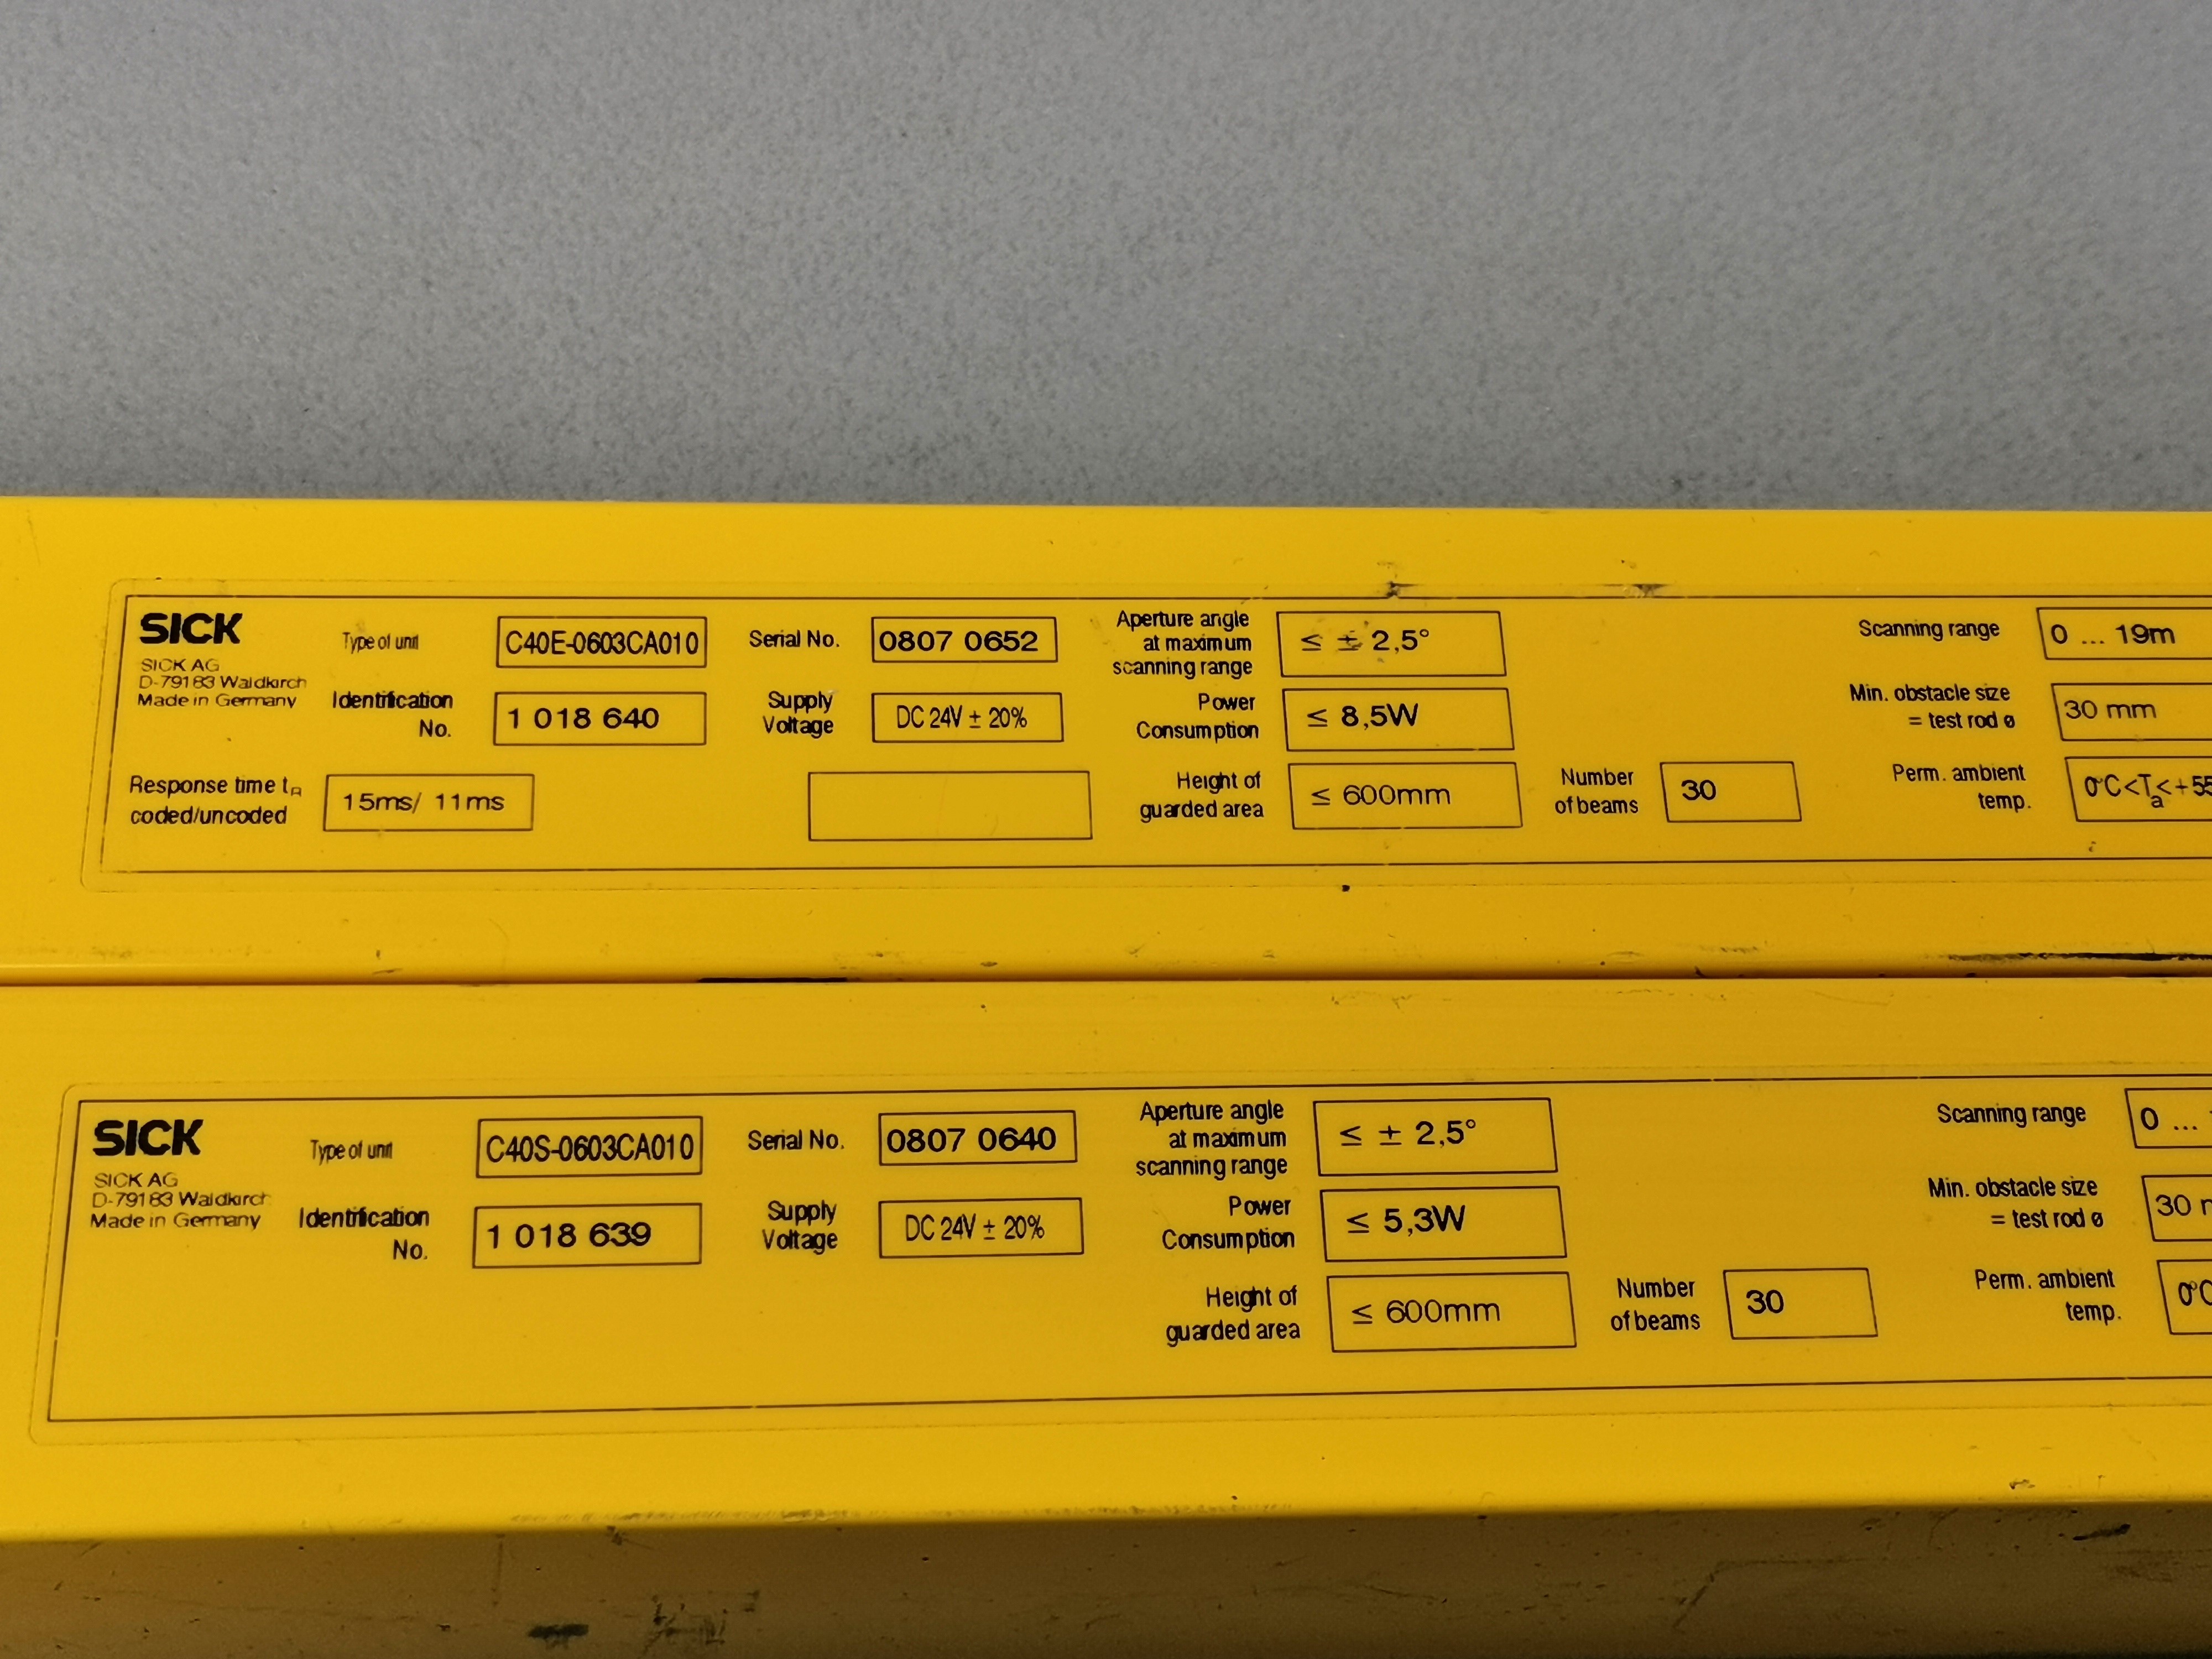 SICK
SICK AG
D-79183 Waldkirch
Made in Germany
Type of unit
C40E-0603CA010
Identification
No.
1 018 640
Response time tR
coded/uncoded
15ms/ 11ms
Serial No.
0807 0652
Supply
Voltage
DC 24V ± 20%
Aperture angle
at maximum
scanning range
≤ ± 2,5°
Power
Consumption
≤ 8,5W
Height of
guarded area
≤ 600mm
Number
of beams
30
Scanning range
0 ... 19m
Min. obstacle size
= test rod ø
30 mm
Perm. ambient
temp.
0°C<Ta<+55
SICK
SICK AG
D-79183 Waldkirch
Made in Germany
Type of unit
C40S-0603CA010
Identification
No.
1 018 639
Serial No.
0807 0640
Supply
Voltage
DC 24V ± 20%
Aperture angle
at maximum
scanning range
≤ ± 2,5°
Power
Consumption
≤ 5,3W
Height of
guarded area
≤ 600mm
Number
of beams
30
Scanning range
0 ...
Min. obstacle size
= test rod ø
30
Perm. ambient
temp.
0°C